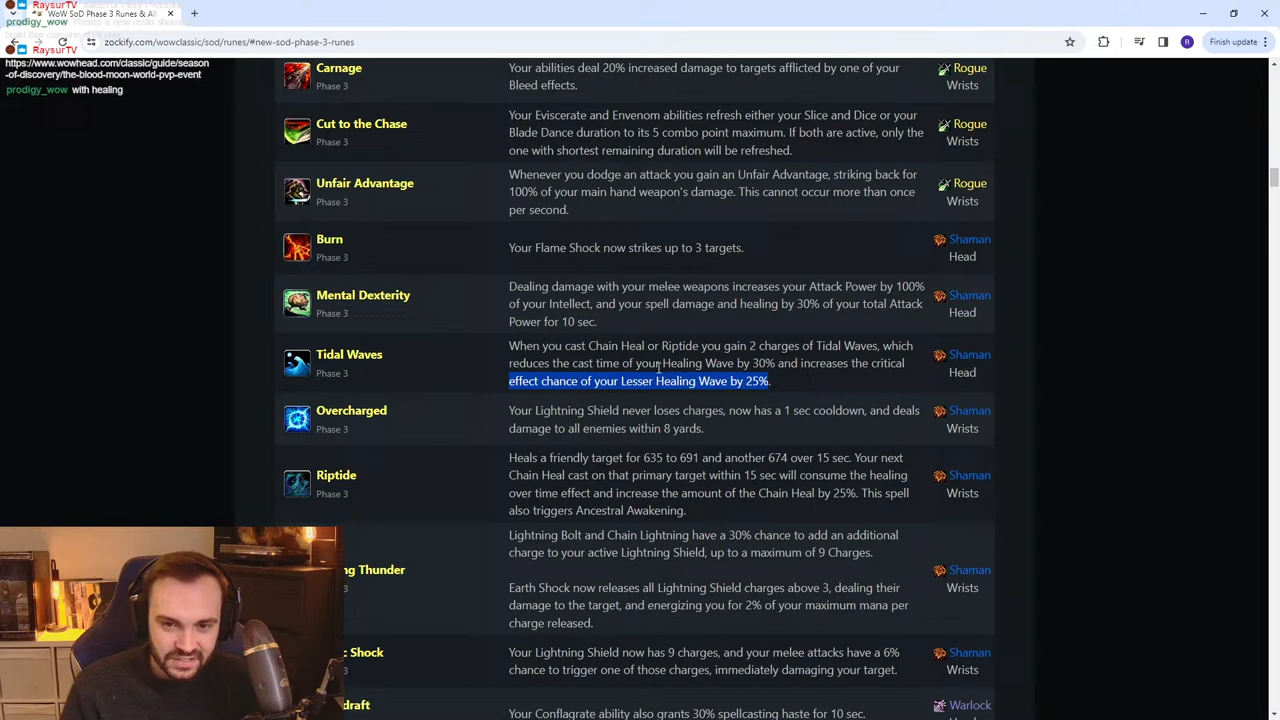 RaysurTV
prodigy_wow
RaysurTV
https://www.wowhead.com/classic/guide/season
-of-discovery/the-blood-moon-world-pvp-event
prodigy_wow with healing
WoW SoD Phase 3 Runes & Al
zockify.com/wowclassic/sod/runes/#new-sod-phase-3-runes
R
Finish update
Carnage
Phase 3
Your abilities deal 20% increased damage to targets afflicted by one of your
Bleed effects.
Rogue
Wrists
Cut to the Chase
Phase 3
Your Eviscerate and Envenom abilities refresh either your Slice and Dice or your
Blade Dance duration to its 5 combo point maximum. If both are active, only the
one with shortest remaining duration will be refreshed.
Rogue
Wrists
Unfair Advantage
Phase 3
Whenever you dodge an attack you gain an Unfair Advantage, striking back for
100% of your main hand weapon's damage. This cannot occur more than once
per second.
Rogue
Wrists
Burn
Phase 3
Your Flame Shock now strikes up to 3 targets.
Shaman
Head
Mental Dexterity
Phase 3
Dealing damage with your melee weapons increases your Attack Power by 100%
of your Intellect, and your spell damage and healing by 30% of your total Attack
Power for 10 sec.
Shaman
Head
Tidal Waves
Phase 3
When you cast Chain Heal or Riptide you gain 2 charges of Tidal Waves, which
reduces the cast time of your Healing Wave by 30% and increases the critical
effect chance of your Lesser Healing Wave by 25%.
Shaman
Head
Overcharged
Phase 3
Your Lightning Shield never loses charges, now has a 1 sec cooldown, and deals
damage to all enemies within 8 yards.
Shaman
Wrists
Riptide
Phase 3
Heals a friendly target for 635 to 691 and another 674 over 15 sec. Your next
Chain Heal cast on that primary target within 15 sec will consume the healing
over time effect and increase the amount of the Chain Heal by 25%. This spell
also triggers Ancestral Awakening.
Shaman
Wrists
ng Thunder
Lightning Bolt and Chain Lightning have a 30% chance to add an additional
charge to your active Lightning Shield, up to a maximum of 9 Charges.
Earth Shock now releases all Lightning Shield charges above 3, dealing their
damage to the target, and energizing you for 2% of your maximum mana per
charge released.
Shaman
Wrists
c Shock
Your Lightning Shield now has 9 charges, and your melee attacks have a 6%
chance to trigger one of those charges, immediately damaging your target.
Shaman
Wrists
draft
Your Conflagrate ability also grants 30% spellcasting haste for 10 sec.
Warlock
Head